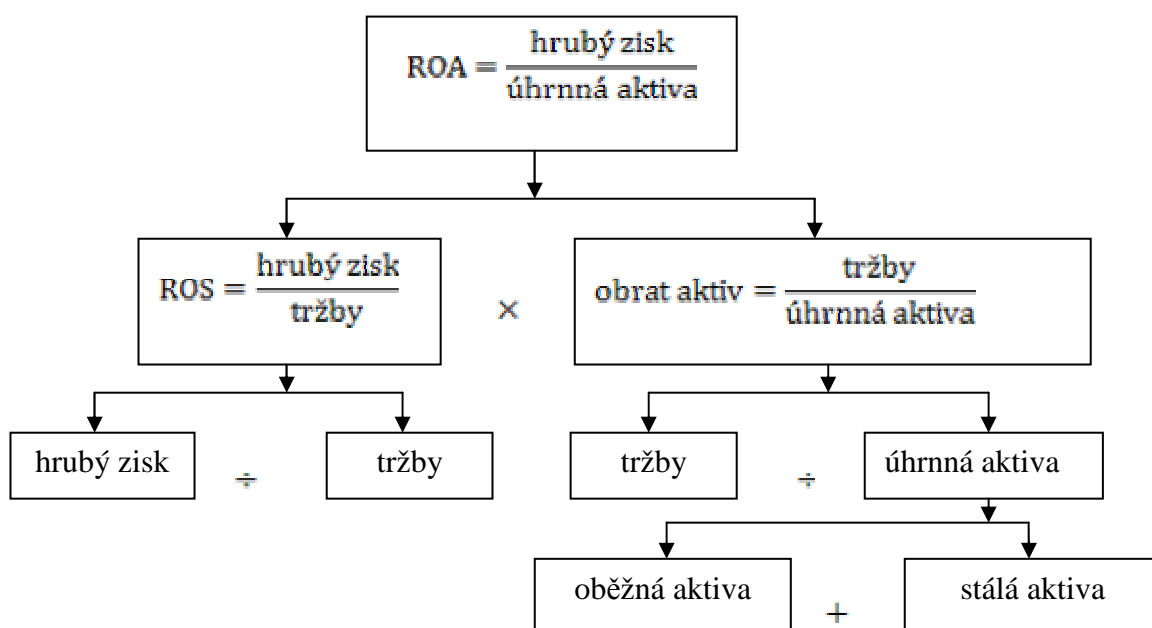 ROA = hrubý zisk / úhrnná aktiva
ROS = hrubý zisk / tržby
×
obrat aktiv = tržby / úhrnná aktiva
hrubý zisk
÷
tržby
tržby
÷
úhrnná aktiva
oběžná aktiva
+
stálá aktiva